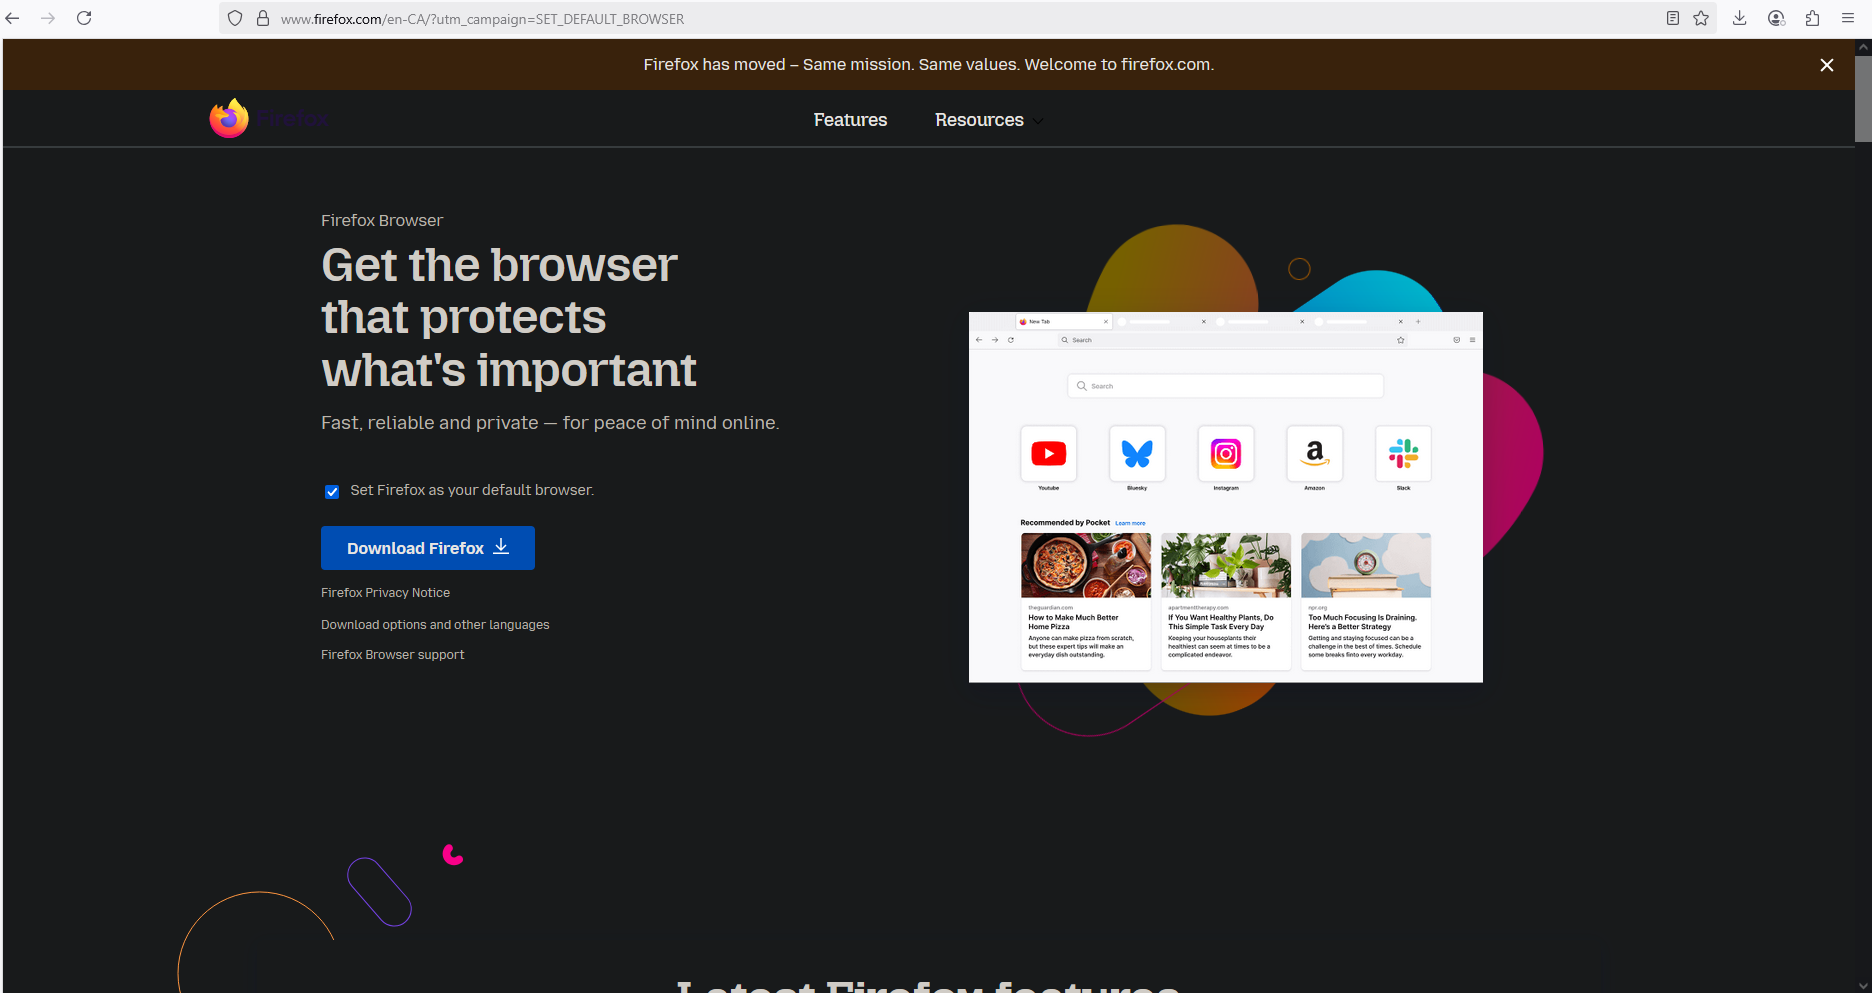 www.firefox.com/en-CA/?utm_campaign=SET_DEFAULT_BROWSER
Firefox has moved – Same mission. Same values. Welcome to firefox.com.
Firefox
Features
Resources
Firefox Browser
Get the browser
that protects
what's important
Fast, reliable and private — for peace of mind online.
Set Firefox as your default browser.
Download Firefox
Firefox Privacy Notice
Download options and other languages
Firefox Browser support
New Tab
Search
Search
Youtube
Bluesky
Instagram
Amazon
Slack
Recommended by Pocket Learn more
theguardian.com
How to Make Much Better
Home Pizza
Anyone can make pizza from scratch,
but these expert tips will make an
everyday dish outstanding.
apartmenttherapy.com
If You Want Healthy Plants, Do
This Simple Task Every Day
Keeping your houseplants their
healthiest can seem at times to be a
complicated endeavor.
npr.org
Too Much Focusing Is Draining.
Here's a Better Strategy
Getting and staying focused can be a
challenge in the best of times. Schedule
some breaks finto every workday.
Latest Firefox features